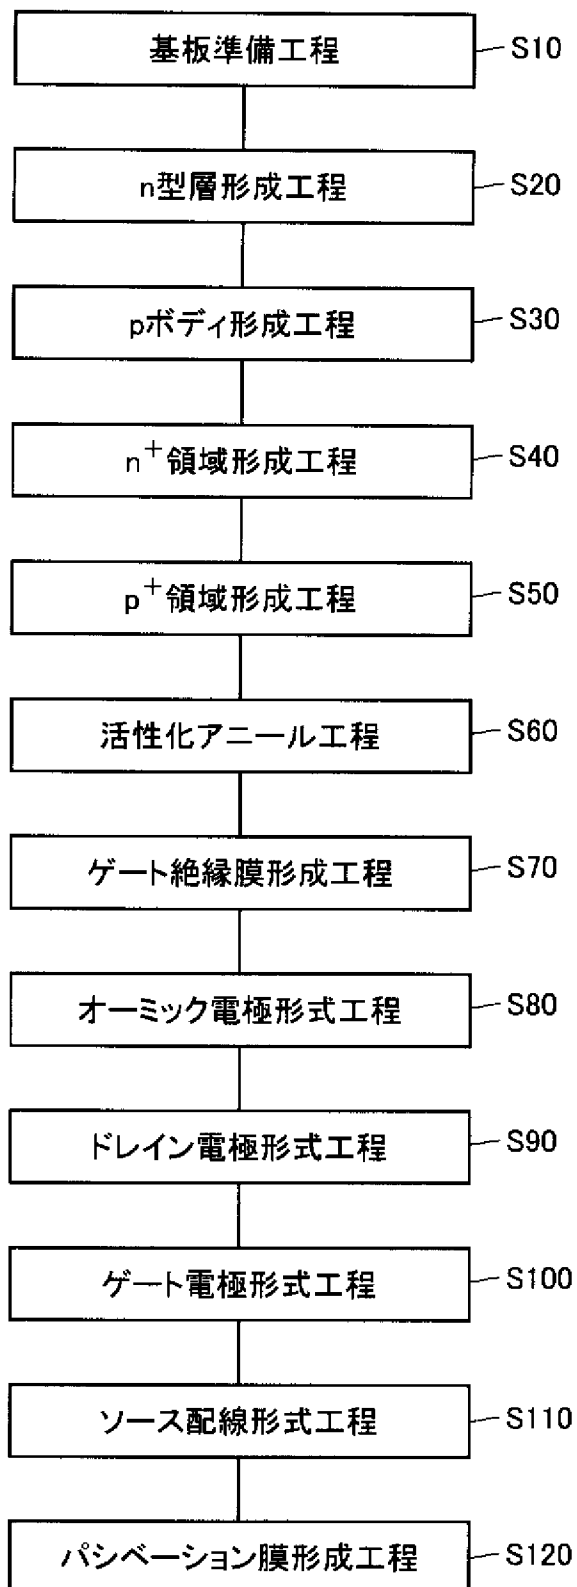 基板準備工程 S10
n型層形成工程 S20
pボディ形成工程 S30
n+領域形成工程 S40
p+領域形成工程 S50
活性化アニール工程 S60
ゲート絶縁膜形成工程 S70
オーミック電極形式工程 S80
ドレイン電極形式工程 S90
ゲート電極形式工程 S100
ソース配線形式工程 S110
パシベーション膜形成工程 S120